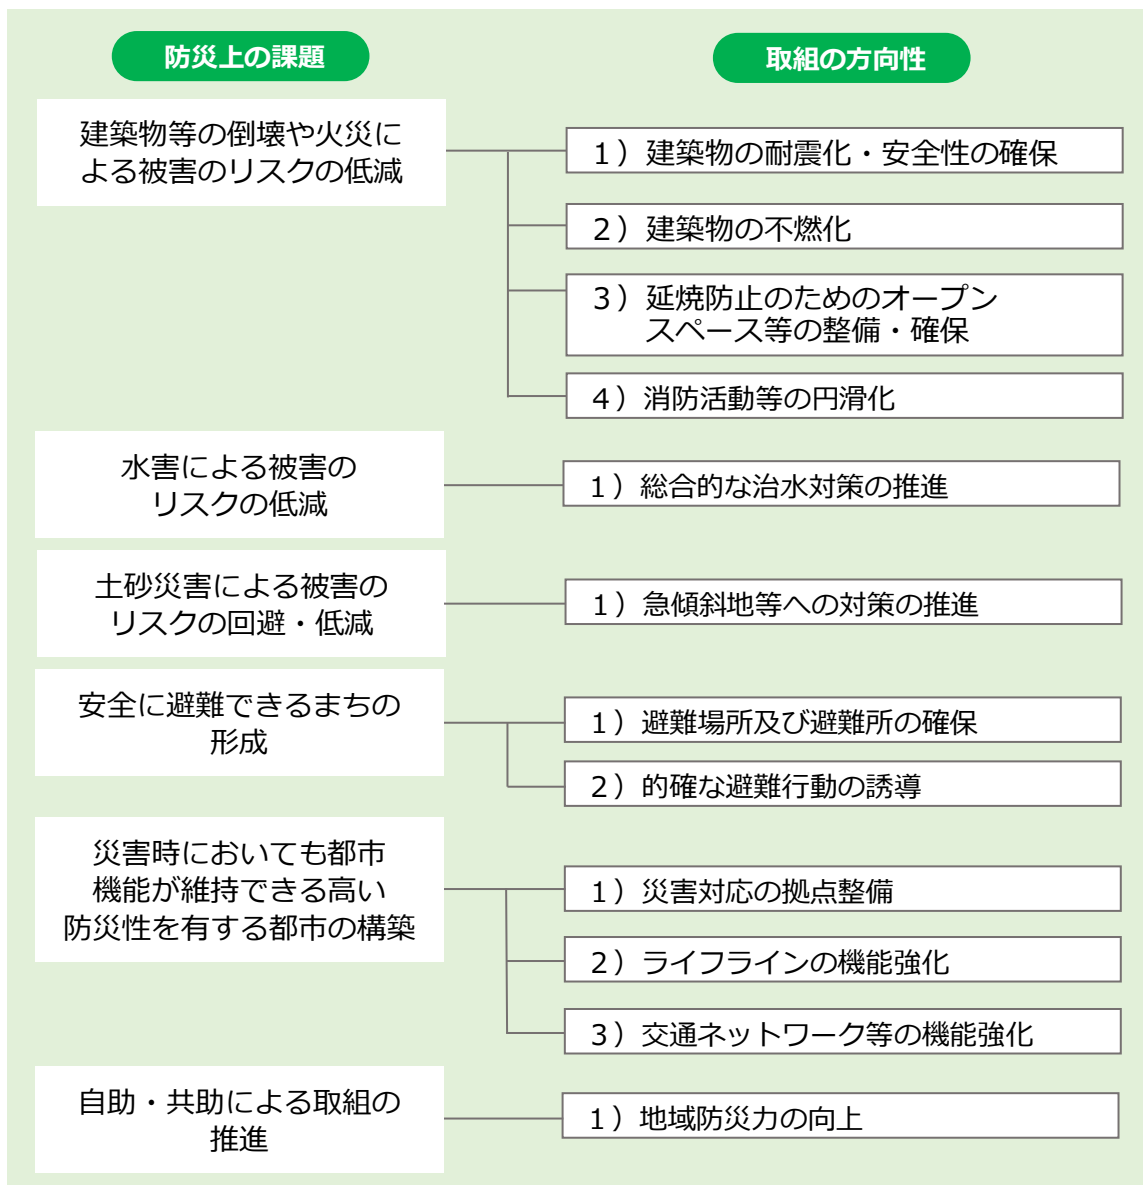 防災上の課題
取組の方向性
建築物等の倒壊や火災に
よる被害のリスクの低減
1）建築物の耐震化・安全性の確保
2）建築物の不燃化
3）延焼防止のためのオープン
スペース等の整備・確保
4）消防活動等の円滑化
水害による被害の
リスクの低減
1）総合的な治水対策の推進
土砂災害による被害の
リスクの回避・低減
1）急傾斜地等への対策の推進
安全に避難できるまちの
形成
1）避難場所及び避難所の確保
2）的確な避難行動の誘導
災害時においても都市
機能が維持できる高い
防災性を有する都市の構築
1）災害対応の拠点整備
2）ライフラインの機能強化
3）交通ネットワーク等の機能強化
自助・共助による取組の
推進
1）地域防災力の向上